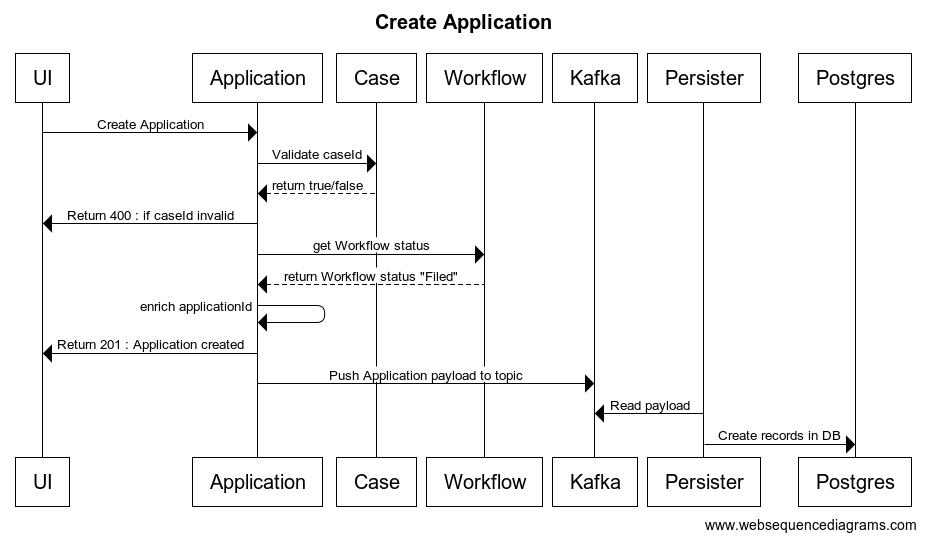 Create Application
UI Application Case Workflow Kafka Persister Postgres
Create Application
Validate caseId
return true/false
Return 400 : if caseId invalid
get Workflow status
return Workflow status "Filed"
enrich applicationId
Return 201 : Application created
Push Application payload to topic
Read payload
Create records in DB
UI Application Case Workflow Kafka Persister Postgres
www.websequencediagrams.com